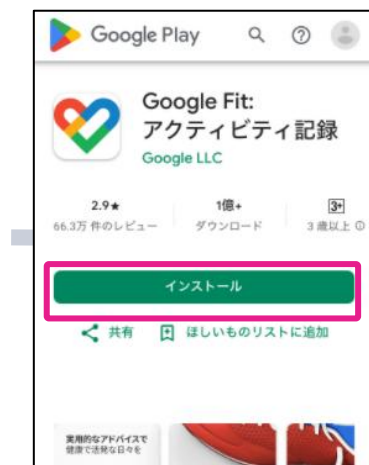 Google Play
Google Fit:
アクティビティ記録
Google LLC
2.9★ 1億+ 3+
66.3万 件のレビュー ダウンロード 3 歳以上
インストール
共有 ほしいものリストに追加
実用的なアドバイスで
健康で活発な日々を